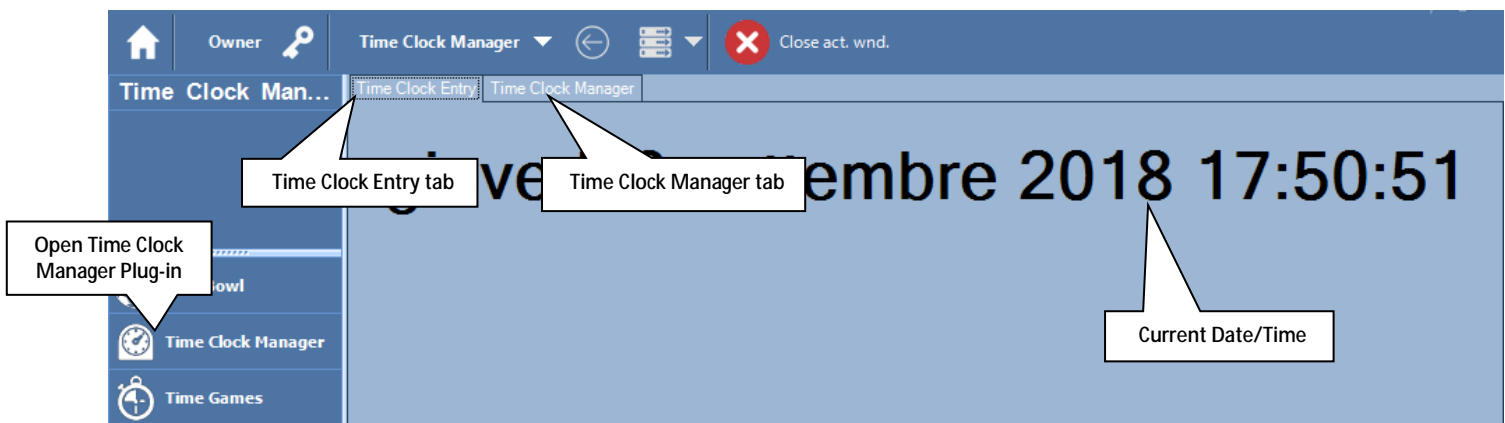 Owner
Time Clock Manager
Close act. wnd.
Time Clock Man...
Time Clock Entry
Time Clock Manager
Time Clock Entry tab
Time Clock Manager tab
2018 17:50:51
Open Time Clock
Manager Plug-in
Time Clock Manager
Current Date/Time
Time Games